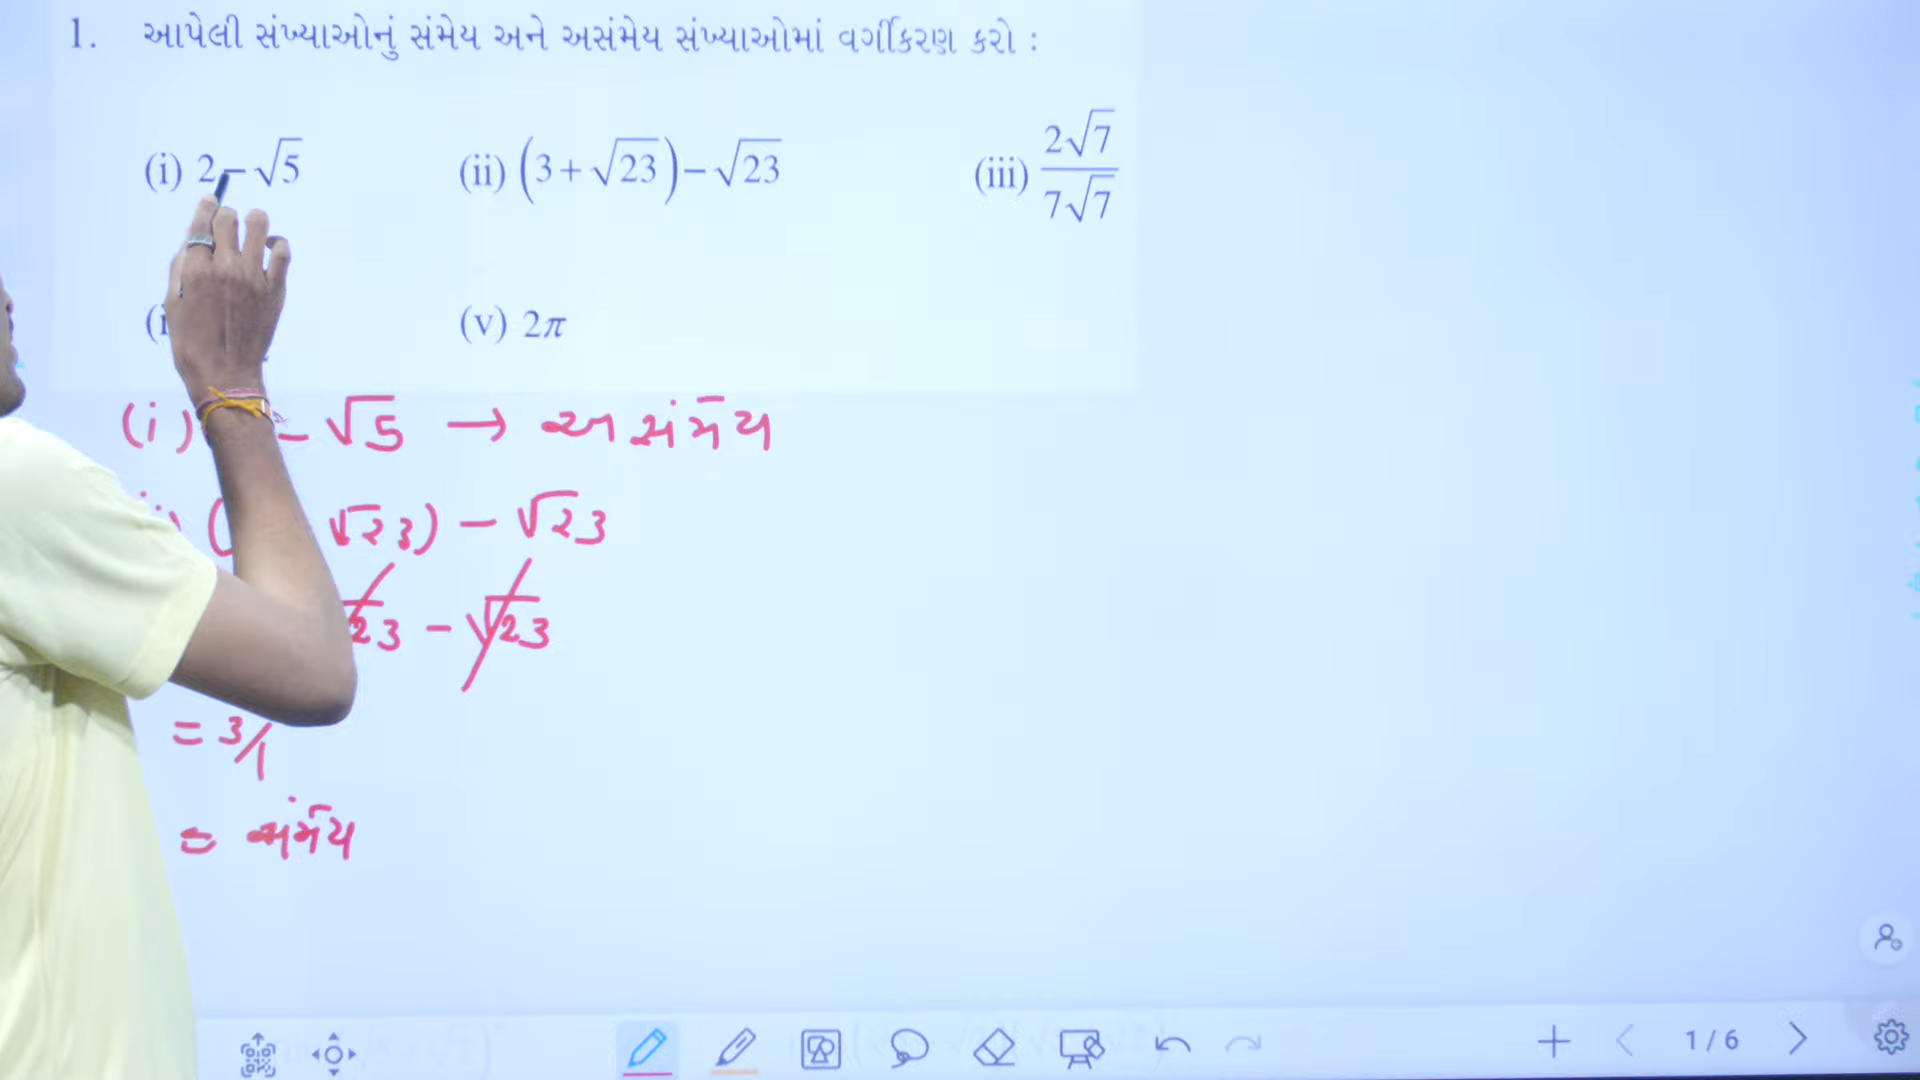 1. આપેલી સંખ્યાઓનું સંમેય અને અસંમેય સંખ્યાઓમાં વર્ગીકરણ કરો :
(i) 2 – √5 (ii) (3 + √23) – √23 (iii) 2√7 / 7√7
(v) 2π
(i) – √5 → અસંમેય
√23) – √23
√23 – √23
= 3/1
= સંમેય
1 / 6